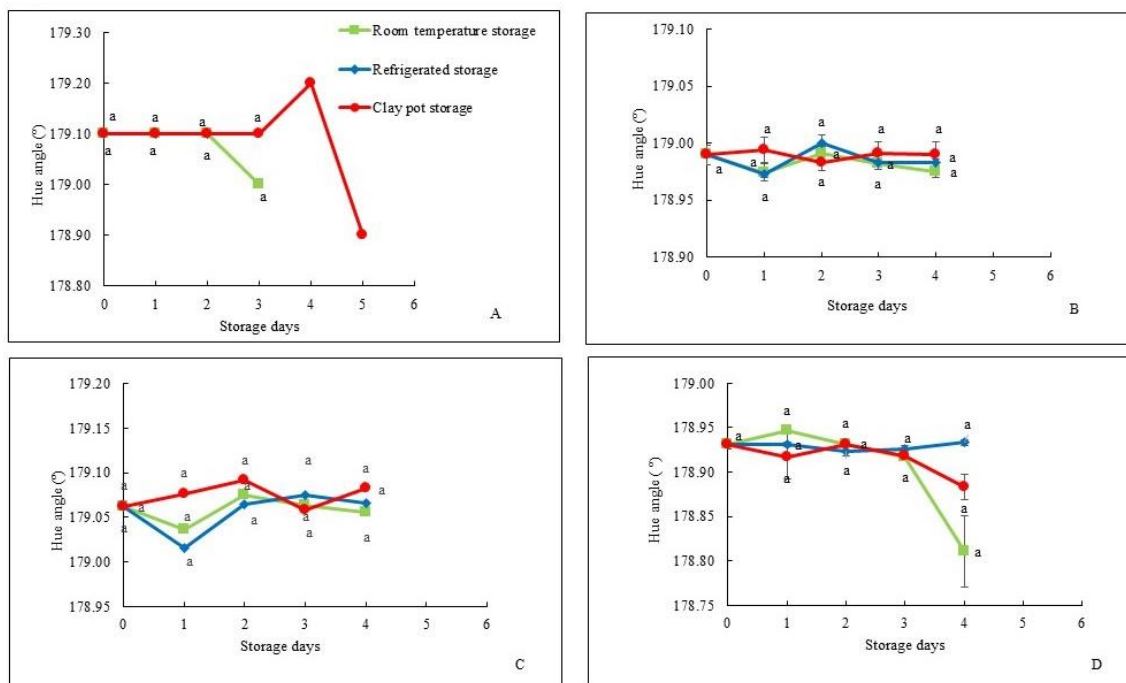 179.30
179.20
179.10
179.00
178.90
178.80
Hue angle (º)
Room temperature storage
Refrigerated storage
Clay pot storage
a a a a
a a a
a
0 1 2 3 4 5 6
Storage days
A
179.10
179.05
179.00
178.95
178.90
Hue angle (º)
a a a
a a a a
a a a a
a a
0 1 2 3 4 5 6
Storage days
B
179.20
179.15
179.10
179.05
179.00
178.95
Hue angle (º)
a a a a a
a a a a a
a a a a a
0 1 2 3 4 5 6
Storage days
C
179.00
178.95
178.90
178.85
178.80
178.75
Hue angle ( º)
a a a a a
a a
a a a a
a
0 1 2 3 4 5 6
Storage days
D